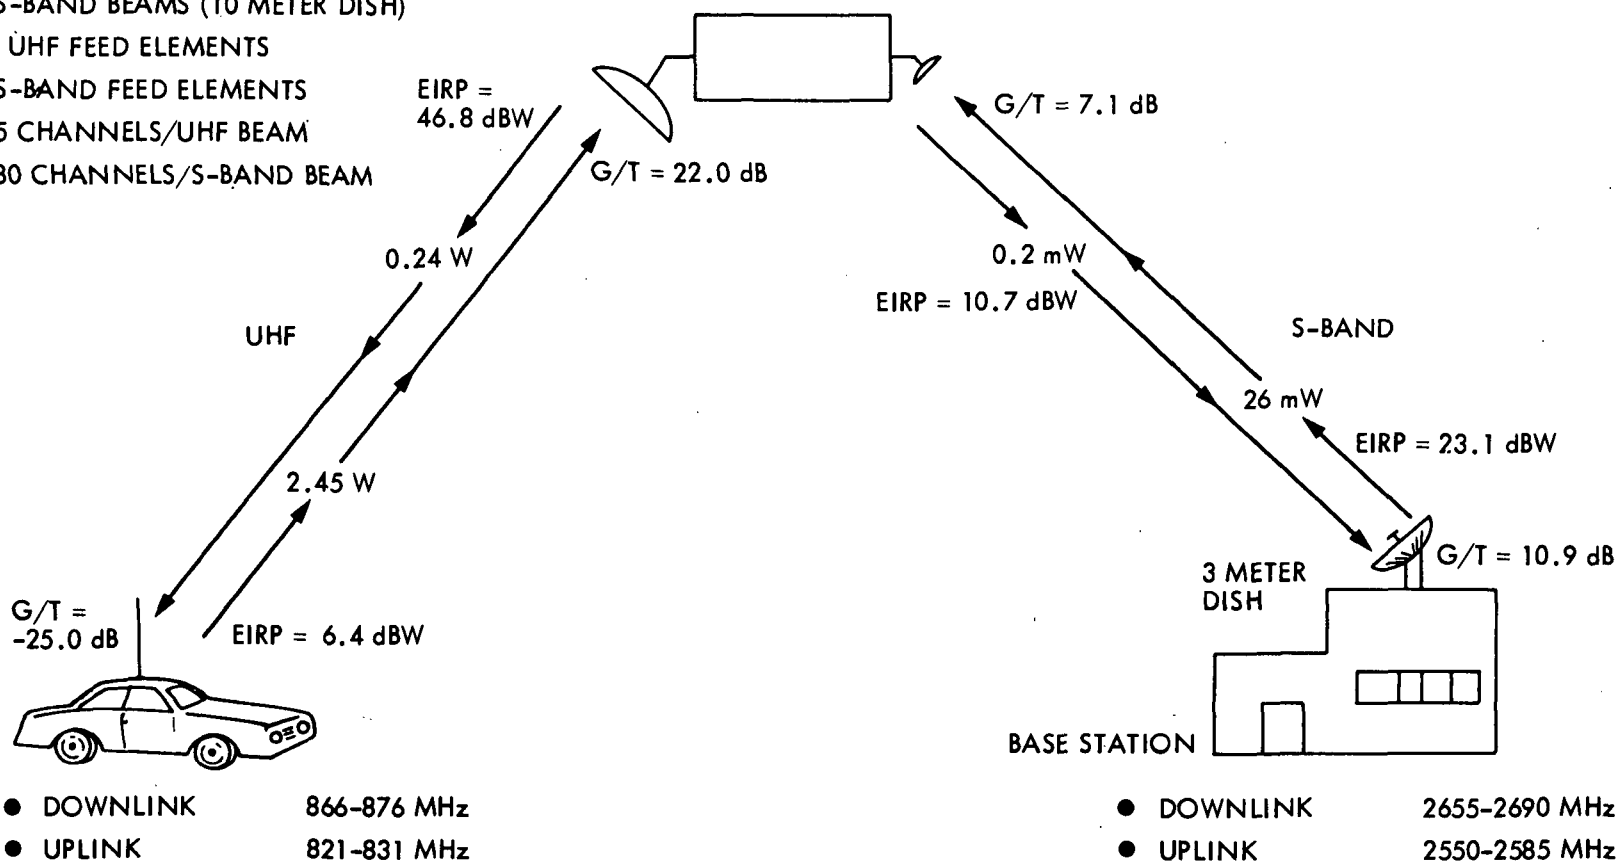 S-BAND BEAMS (10 METER DISH)
UHF FEED ELEMENTS
S-BAND FEED ELEMENTS
5 CHANNELS/UHF BEAM
80 CHANNELS/S-BAND BEAM
EIRP =
46.8 dBW
G/T = 7.1 dB
G/T = 22.0 dB
0.24 W
0.2 mW
EIRP = 10.7 dBW
UHF
S-BAND
26 mW
EIRP = 23.1 dBW
2.45 W
G/T = 10.9 dB
3 METER
DISH
G/T =
-25.0 dB
EIRP = 6.4 dBW
BASE STATION
● DOWNLINK 866-876 MHz
● UPLINK 821-831 MHz
● DOWNLINK 2655-2690 MHz
● UPLINK 2550-2585 MHz